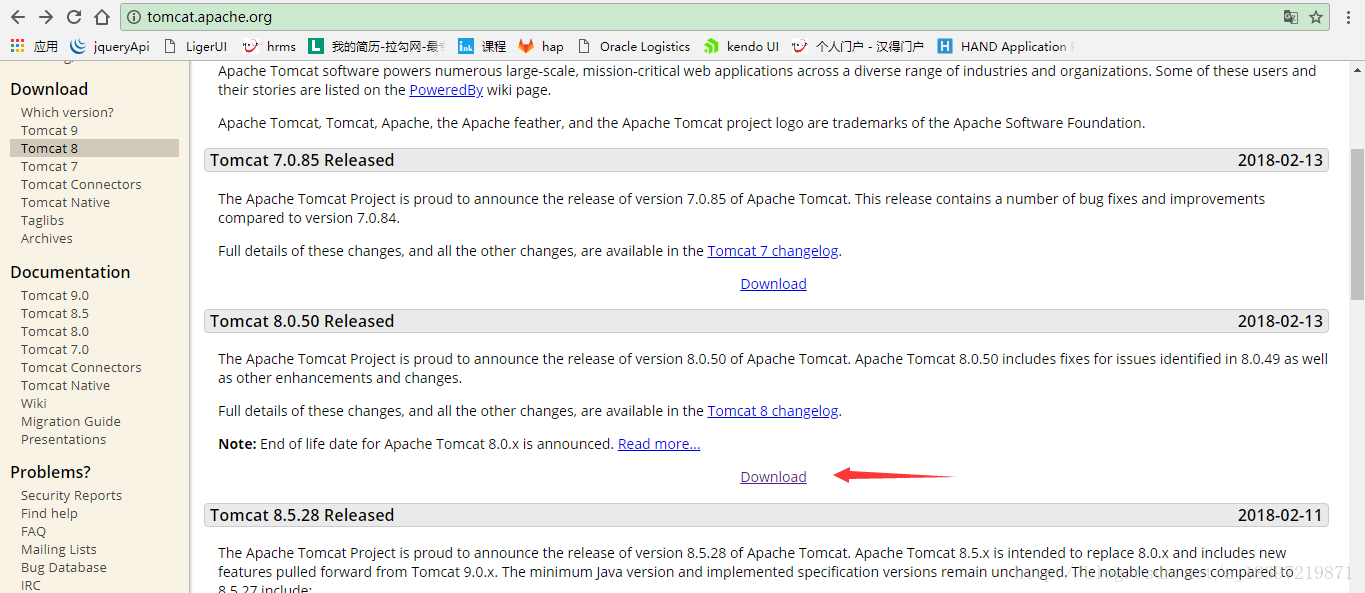 tomcat.apache.org
应用 jqueryApi LigerUI hrms 我的简历-拉勾网-最 课程 hap Oracle Logistics kendo UI 个人门户 - 汉得门户 HAND Application
Download
Which version?
Tomcat 9
Tomcat 8
Tomcat 7
Tomcat Connectors
Tomcat Native
Taglibs
Archives
Documentation
Tomcat 9.0
Tomcat 8.5
Tomcat 8.0
Tomcat 7.0
Tomcat Connectors
Tomcat Native
Wiki
Migration Guide
Presentations
Problems?
Security Reports
Find help
FAQ
Mailing Lists
Bug Database
IRC
Apache Tomcat software powers numerous large-scale, mission-critical web applications across a diverse range of industries and organizations. Some of these users and
their stories are listed on the PoweredBy wiki page.
Apache Tomcat, Tomcat, Apache, the Apache feather, and the Apache Tomcat project logo are trademarks of the Apache Software Foundation.
Tomcat 7.0.85 Released 2018-02-13
The Apache Tomcat Project is proud to announce the release of version 7.0.85 of Apache Tomcat. This release contains a number of bug fixes and improvements
compared to version 7.0.84.
Full details of these changes, and all the other changes, are available in the Tomcat 7 changelog.
Download
Tomcat 8.0.50 Released 2018-02-13
The Apache Tomcat Project is proud to announce the release of version 8.0.50 of Apache Tomcat. Apache Tomcat 8.0.50 includes fixes for issues identified in 8.0.49 as well
as other enhancements and changes.
Full details of these changes, and all the other changes, are available in the Tomcat 8 changelog.
Note: End of life date for Apache Tomcat 8.0.x is announced. Read more...
Download
Tomcat 8.5.28 Released 2018-02-11
The Apache Tomcat Project is proud to announce the release of version 8.5.28 of Apache Tomcat. Apache Tomcat 8.5.x is intended to replace 8.0.x and includes new
features pulled forward from Tomcat 9.0.x. The minimum Java version and implemented specification versions remain unchanged. The notable changes compared to
8.5.27 include: